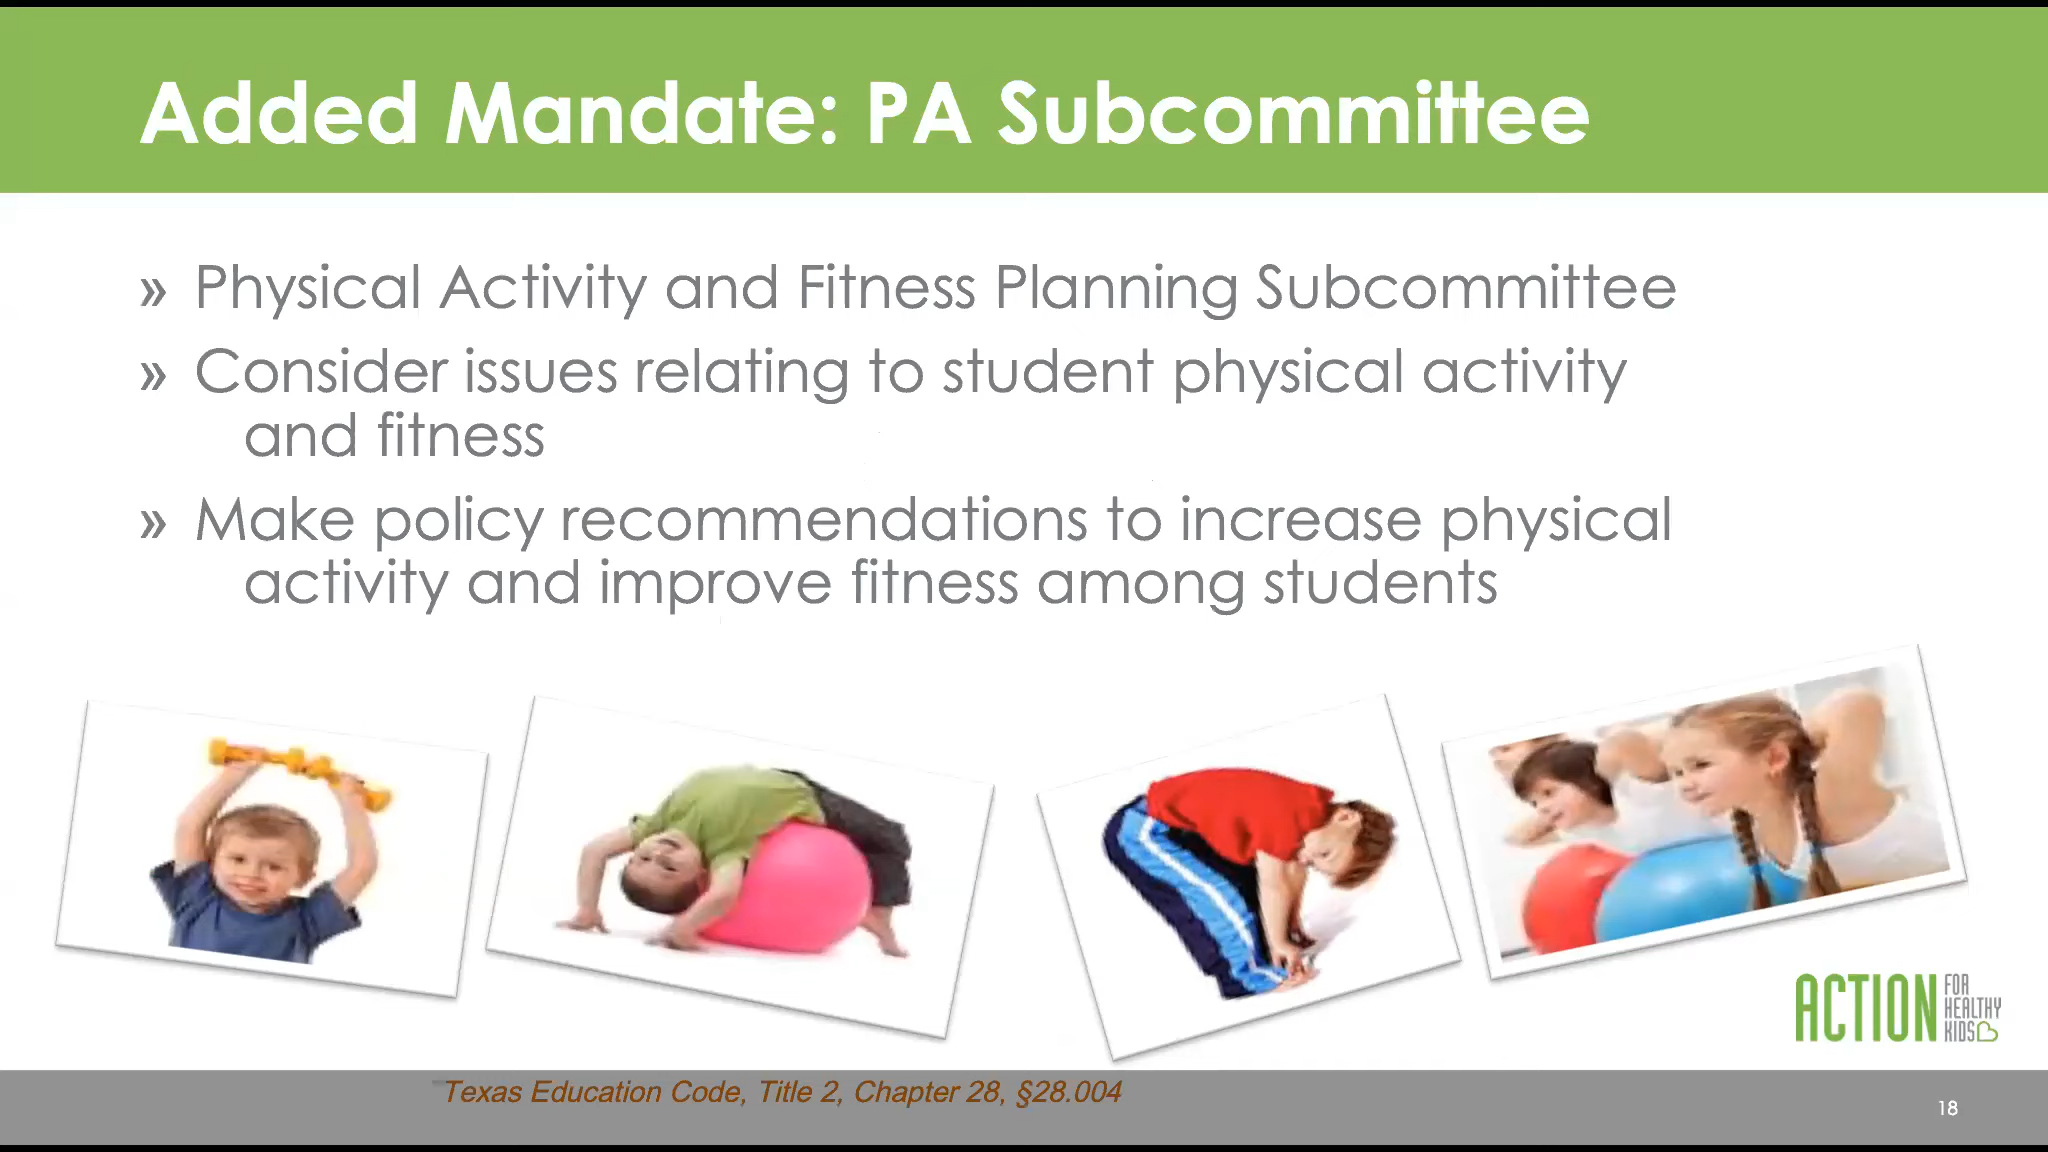 Added Mandate: PA Subcommittee
» Physical Activity and Fitness Planning Subcommittee
» Consider issues relating to student physical activity
and fitness
» Make policy recommendations to increase physical
activity and improve fitness among students
ACTION FOR HEALTHY KIDS
Texas Education Code, Title 2, Chapter 28, §28.004
18